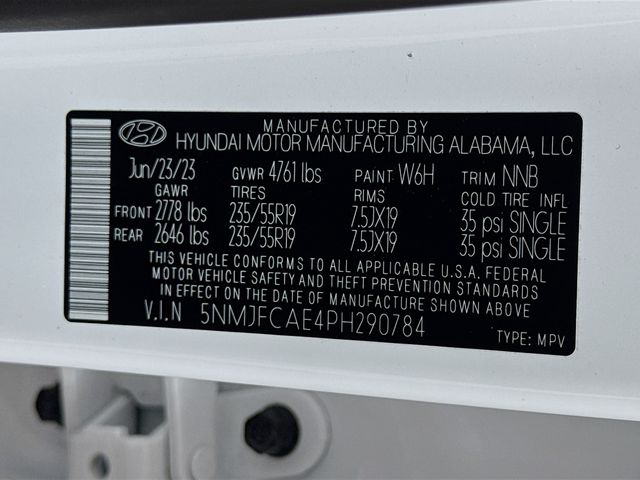 MANUFACTURED BY
HYUNDAI MOTOR MANUFACTURING ALABAMA, LLC
Jun/23/23 GVWR 4761 lbs PAINT W6H TRIM NNB
GAWR TIRES RIMS COLD TIRE INFL
FRONT 2778 lbs 235/55R19 7.5JX19 35 psi SINGLE
REAR 2646 lbs 235/55R19 7.5JX19 35 psi SINGLE
THIS VEHICLE CONFORMS TO ALL APPLICABLE U.S.A. FEDERAL
MOTOR VEHICLE SAFETY AND THEFT PREVENTION STANDARDS
IN EFFECT ON THE DATE OF MANUFACTURE SHOWN ABOVE
V.I.N 5NMJFCAE4PH290784
TYPE: MPV